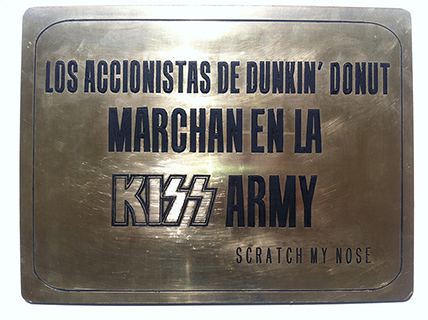 LOS ACCIONISTAS DE DUNKIN' DONUT
MARCHAN EN LA
KISS ARMY
SCRATCH MY NOSE